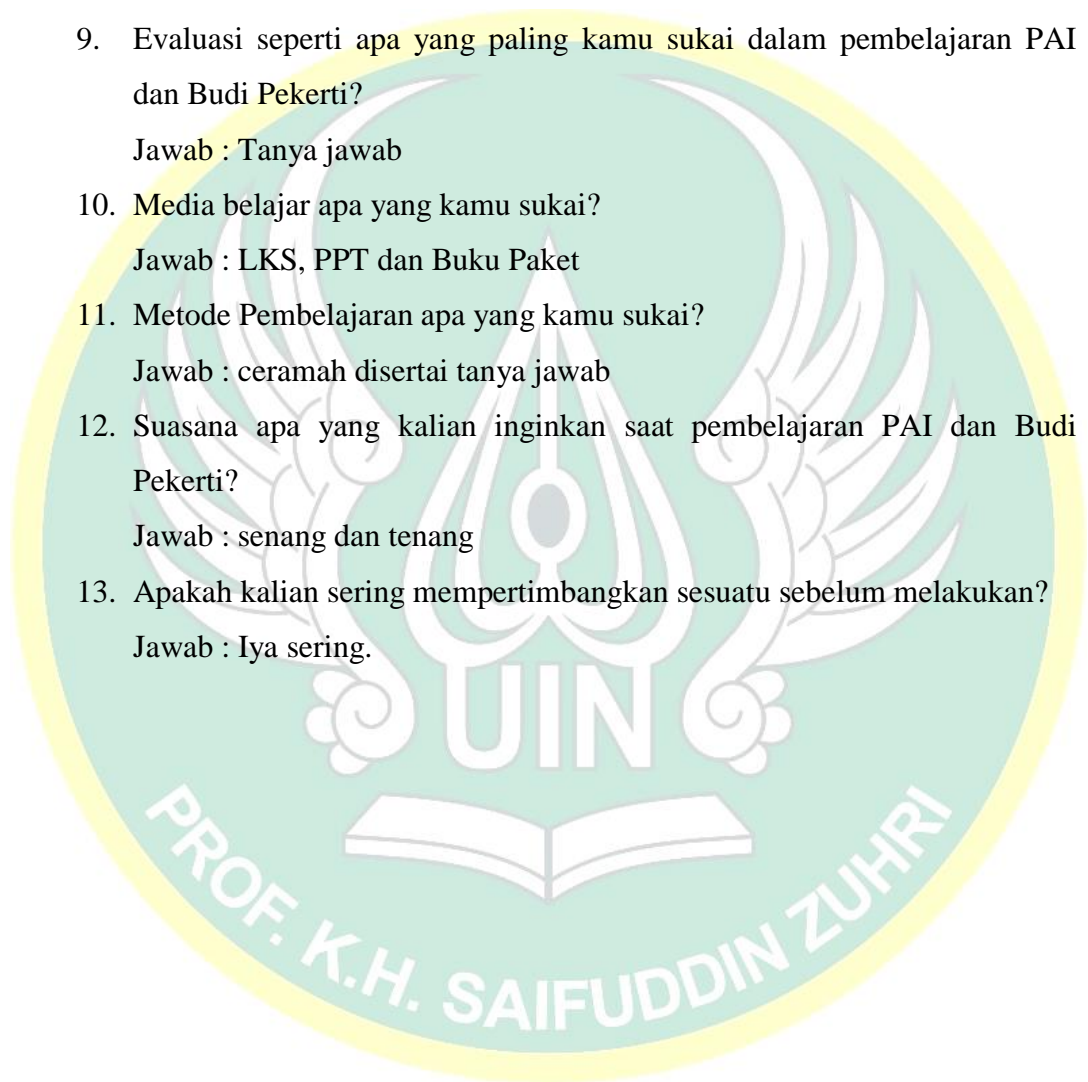 9. Evaluasi seperti apa yang paling kamu sukai dalam pembelajaran PAI
dan Budi Pekerti?
Jawab : Tanya jawab
10. Media belajar apa yang kamu sukai?
Jawab : LKS, PPT dan Buku Paket
11. Metode Pembelajaran apa yang kamu sukai?
Jawab : ceramah disertai tanya jawab
12. Suasana apa yang kalian inginkan saat pembelajaran PAI dan Budi
Pekerti?
Jawab : senang dan tenang
13. Apakah kalian sering mempertimbangkan sesuatu sebelum melakukan?
Jawab : Iya sering.
UIN
PROF. K.H. SAIFUDDIN ZUHRI